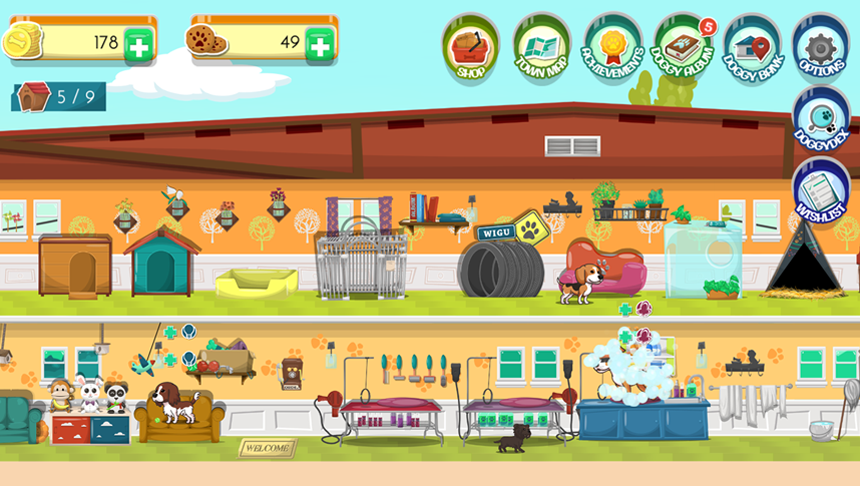 178
49
5
SHOP
TOWN MAP
ACHIEVEMENTS
DOGGY ALBUM
DOGGY BANK
OPTIONS
5 / 9
DOGGYDEX
WISHLIST
WIGU
WELCOME